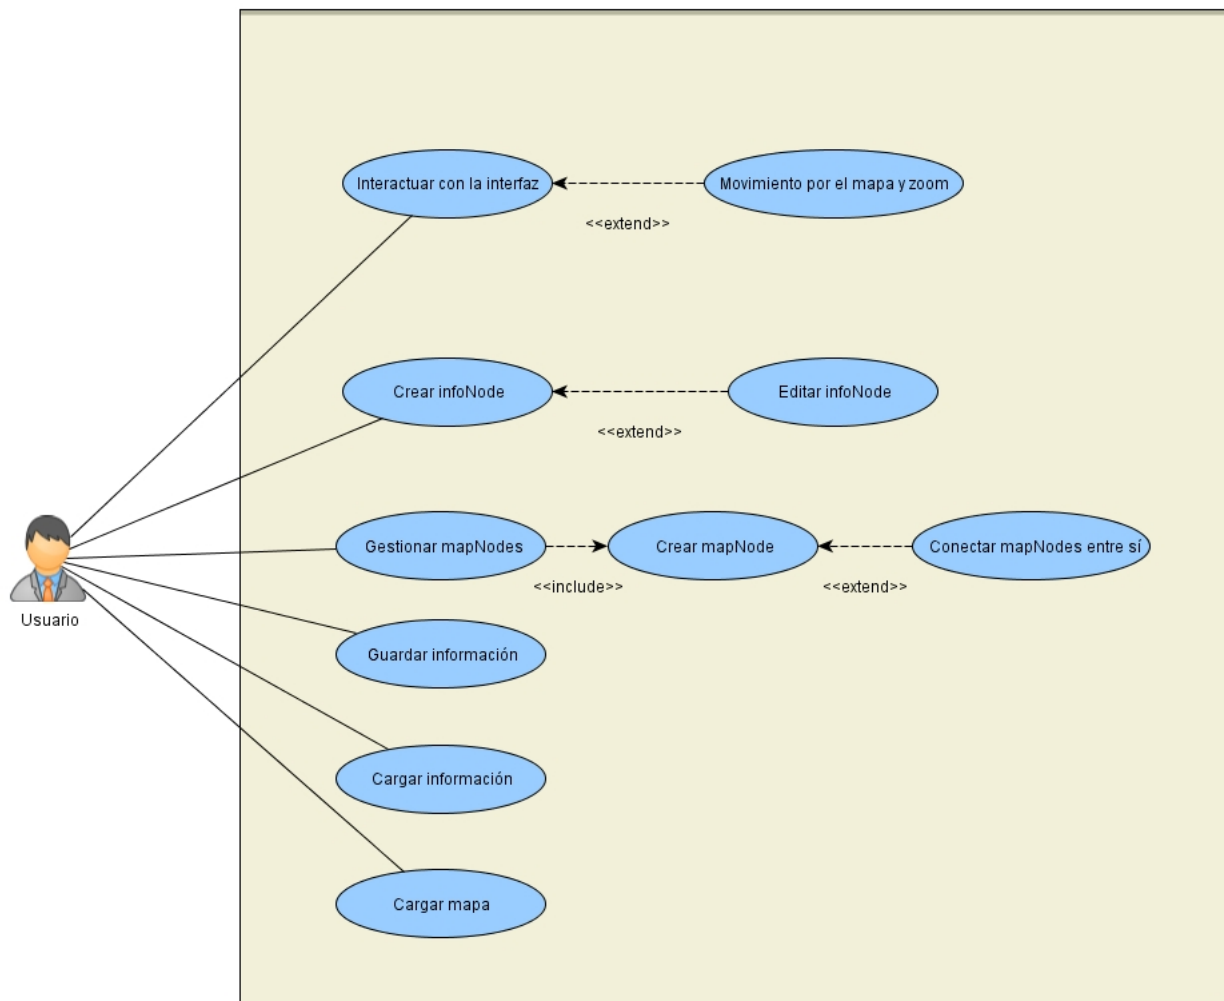 Interactuar con la interfaz
Movimiento por el mapa y zoom
<<extend>>
Crear infoNode
Editar infoNode
<<extend>>
Gestionar mapNodes
Crear mapNode
Conectar mapNodes entre sí
<<include>>
<<extend>>
Usuario
Guardar información
Cargar información
Cargar mapa